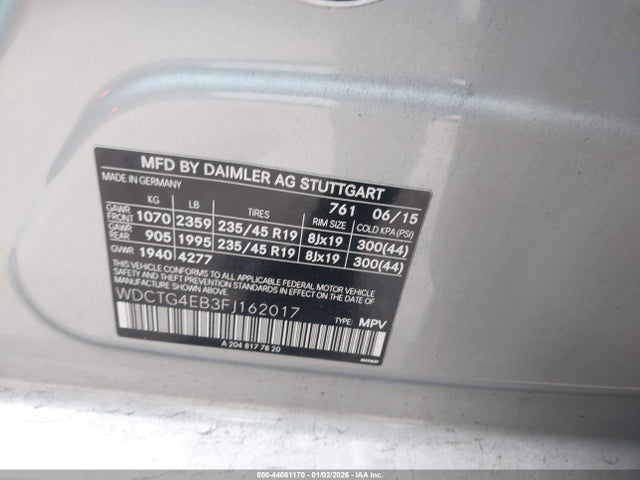 MFD BY DAIMLER AG STUTTGART
MADE IN GERMANY
761 06/15
KG LB TIRES RIM SIZE COLD KPA (PSI)
GAWR FRONT 1070 2359 235/45 R19 8Jx19 300(44)
GAWR REAR 905 1995 235/45 R19 8Jx19 300(44)
GVWR 1940 4277
THIS VEHICLE CONFORMS TO ALL APPLICABLE FEDERAL MOTOR VEHICLE
SAFETY, BUMPER, AND THEFT PREVENTION STANDARDS IN EFFECT ON THE DATE
OF MANUFACTURE SHOWN ABOVE.
WDCTG4EB3FJ162017
TYPE: MPV
A 204 817 78 20
000-44061170 - 01/02/2026 - IAA Inc.